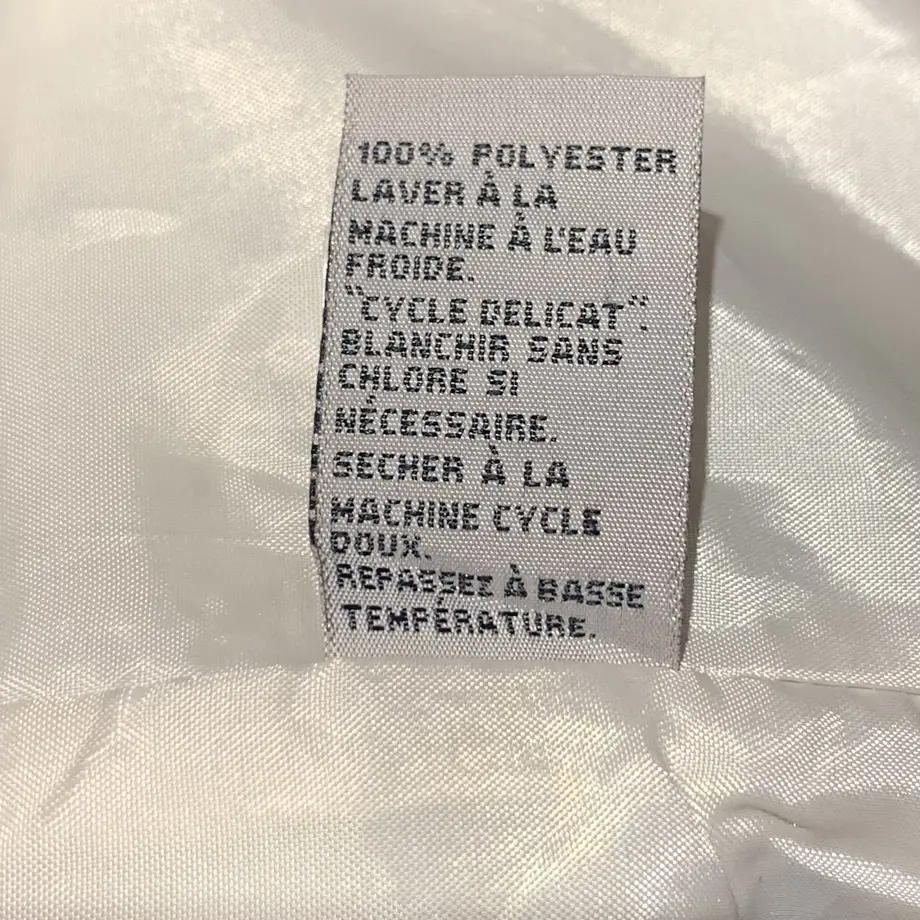 100% POLYESTER
LAVER À LA
MACHINE À L'EAU
FROIDE.
"CYCLE DELICAT".
BLANCHIR SANS
CHLORE SI
NÉCESSAIRE.
SECHER À LA
MACHINE CYCLE
DOUX.
REPASSEZ À BASSE
TEMPÉRATURE.